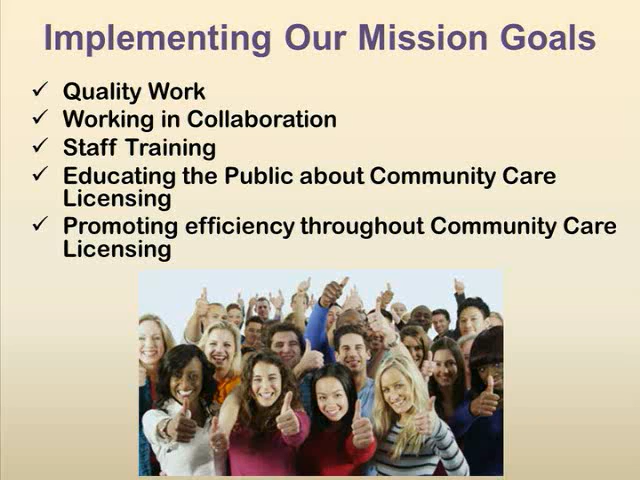 Implementing Our Mission Goals
✓ Quality Work
✓ Working in Collaboration
✓ Staff Training
✓ Educating the Public about Community Care
Licensing
✓ Promoting efficiency throughout Community Care
Licensing